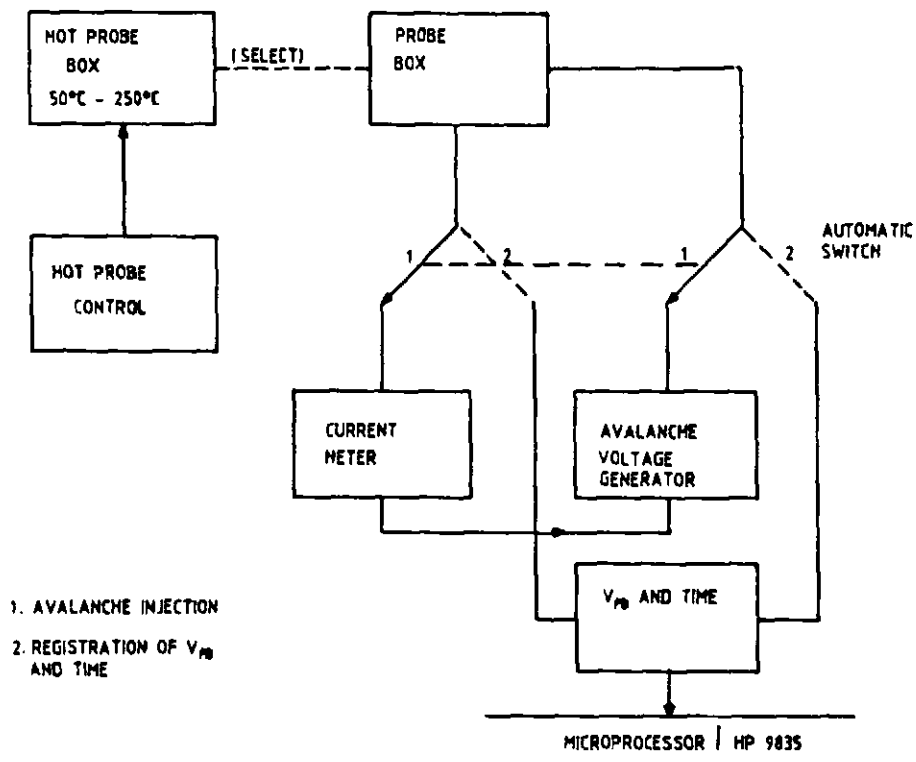 HOT PROBE
BOX
50°C - 250°C
(SELECT)
PROBE
BOX
HOT PROBE
CONTROL
1
2
1
2
AUTOMATIC
SWITCH
CURRENT
METER
AVALANCHE
VOLTAGE
GENERATOR
V AND TIME
1. AVALANCHE INJECTION
2. REGISTRATION OF V
AND TIME
MICROPROCESSOR / HP 9835